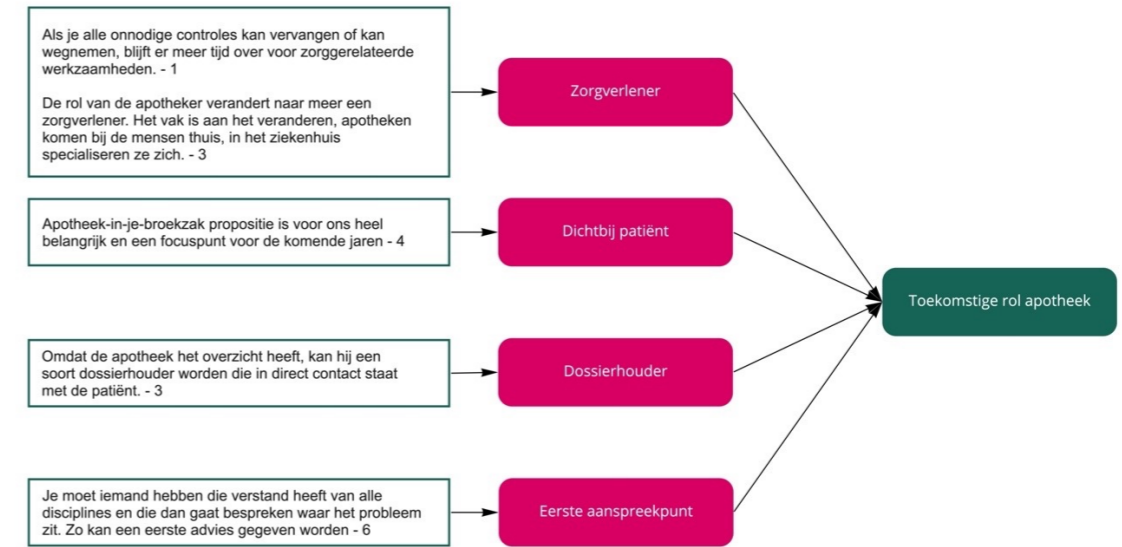 Als je alle onnodige controles kan vervangen of kan
wegnemen, blijft er meer tijd over voor zorggerelateerde
werkzaamheden. - 1
De rol van de apotheker verandert naar meer een
zorgverlener. Het vak is aan het veranderen, apotheken
komen bij de mensen thuis, in het ziekenhuis
specialiseren ze zich. - 3
Zorgverlener
Apotheek-in-je-broekzak propositie is voor ons heel
belangrijk en een focuspunt voor de komende jaren - 4
Dichtbij patiënt
Toekomstige rol apotheek
Omdat de apotheek het overzicht heeft, kan hij een
soort dossierhouder worden die in direct contact staat
met de patiënt. - 3
Dossierhouder
Je moet iemand hebben die verstand heeft van alle
disciplines en die dan gaat bespreken waar het probleem
zit. Zo kan een eerste advies gegeven worden - 6
Eerste aanspreekpunt